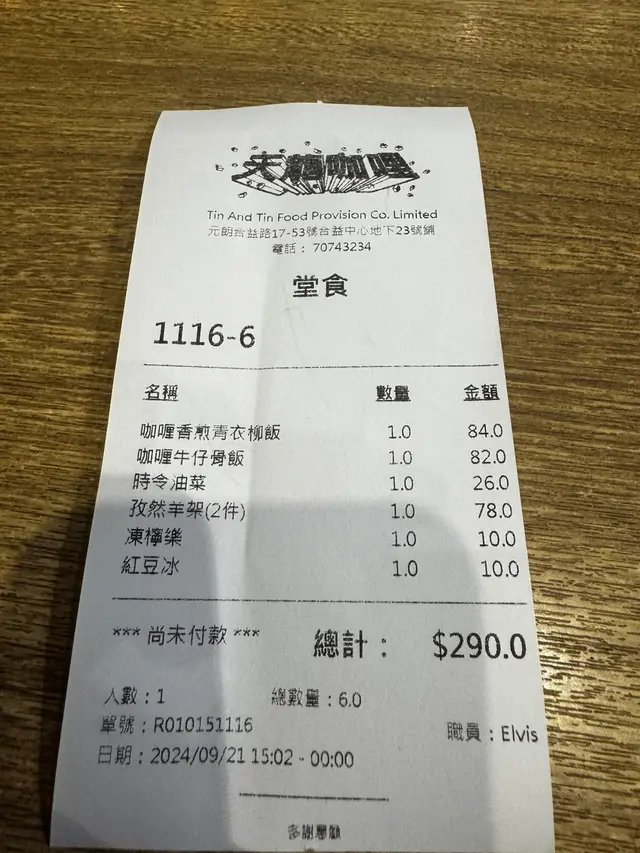 天龍咖喱
Tin And Tin Food Provision Co. Limited
元朗合益路17-53號合益中心地下23號舖
電話： 70743234
堂食
1116-6
名稱 數量 金額
咖喱香煎青衣柳飯 1.0 84.0
咖喱牛仔骨飯 1.0 82.0
時令油菜 1.0 26.0
孜然羊架(2件) 1.0 78.0
凍檸樂 1.0 10.0
紅豆冰 1.0 10.0
*** 尚未付款 *** 總計： $290.0
人數：1 總數量：6.0
單號：R010151116 職員：Elvis
日期：2024/09/21 15:02 - 00:00
多謝惠顧